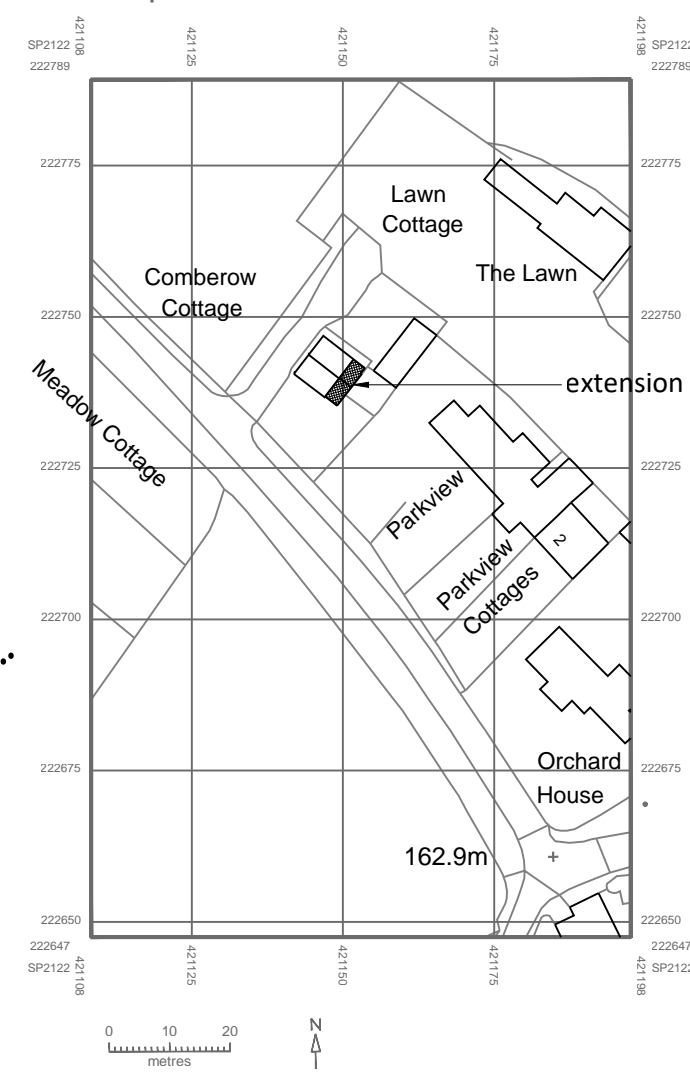 421108
421125
421150
421175
421198
SP2122
222789
SP2122
222789
222775
222775
Lawn
Cottage
The Lawn
Comberow
Cottage
222750
222750
extension
Meadow Cottage
222725
222725
Parkview
2
Parkview
Cottages
222700
222700
222675
222675
Orchard
House
162.9m
222650
222650
222647
SP2122
222647
SP2122
421108
421125
421150
421175
421198
0 10 20
metres
N